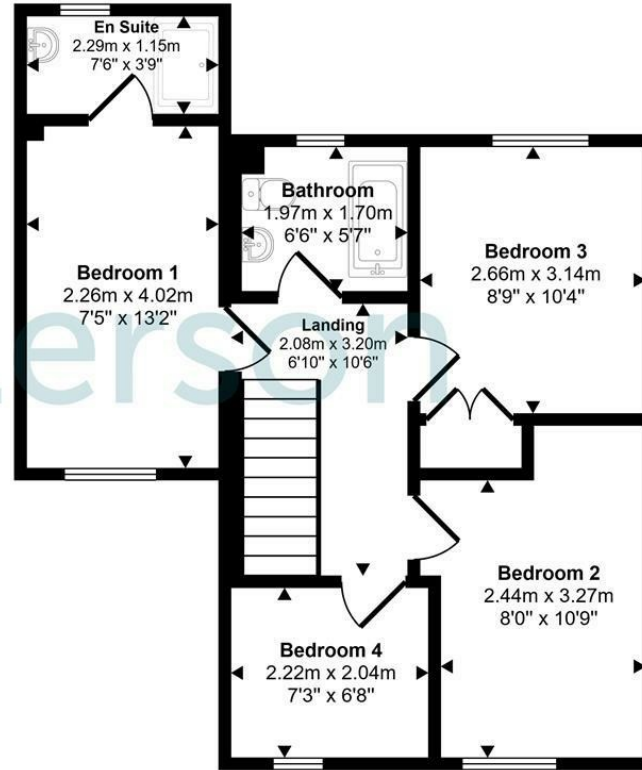 En Suite
2.29m x 1.15m
7'6" x 3'9"
Bathroom
1.97m x 1.70m
6'6" x 5'7"
Bedroom 3
2.66m x 3.14m
8'9" x 10'4"
Bedroom 1
2.26m x 4.02m
7'5" x 13'2"
Landing
2.08m x 3.20m
6'10" x 10'6"
erson
Bedroom 2
2.44m x 3.27m
8'0" x 10'9"
Bedroom 4
2.22m x 2.04m
7'3" x 6'8"